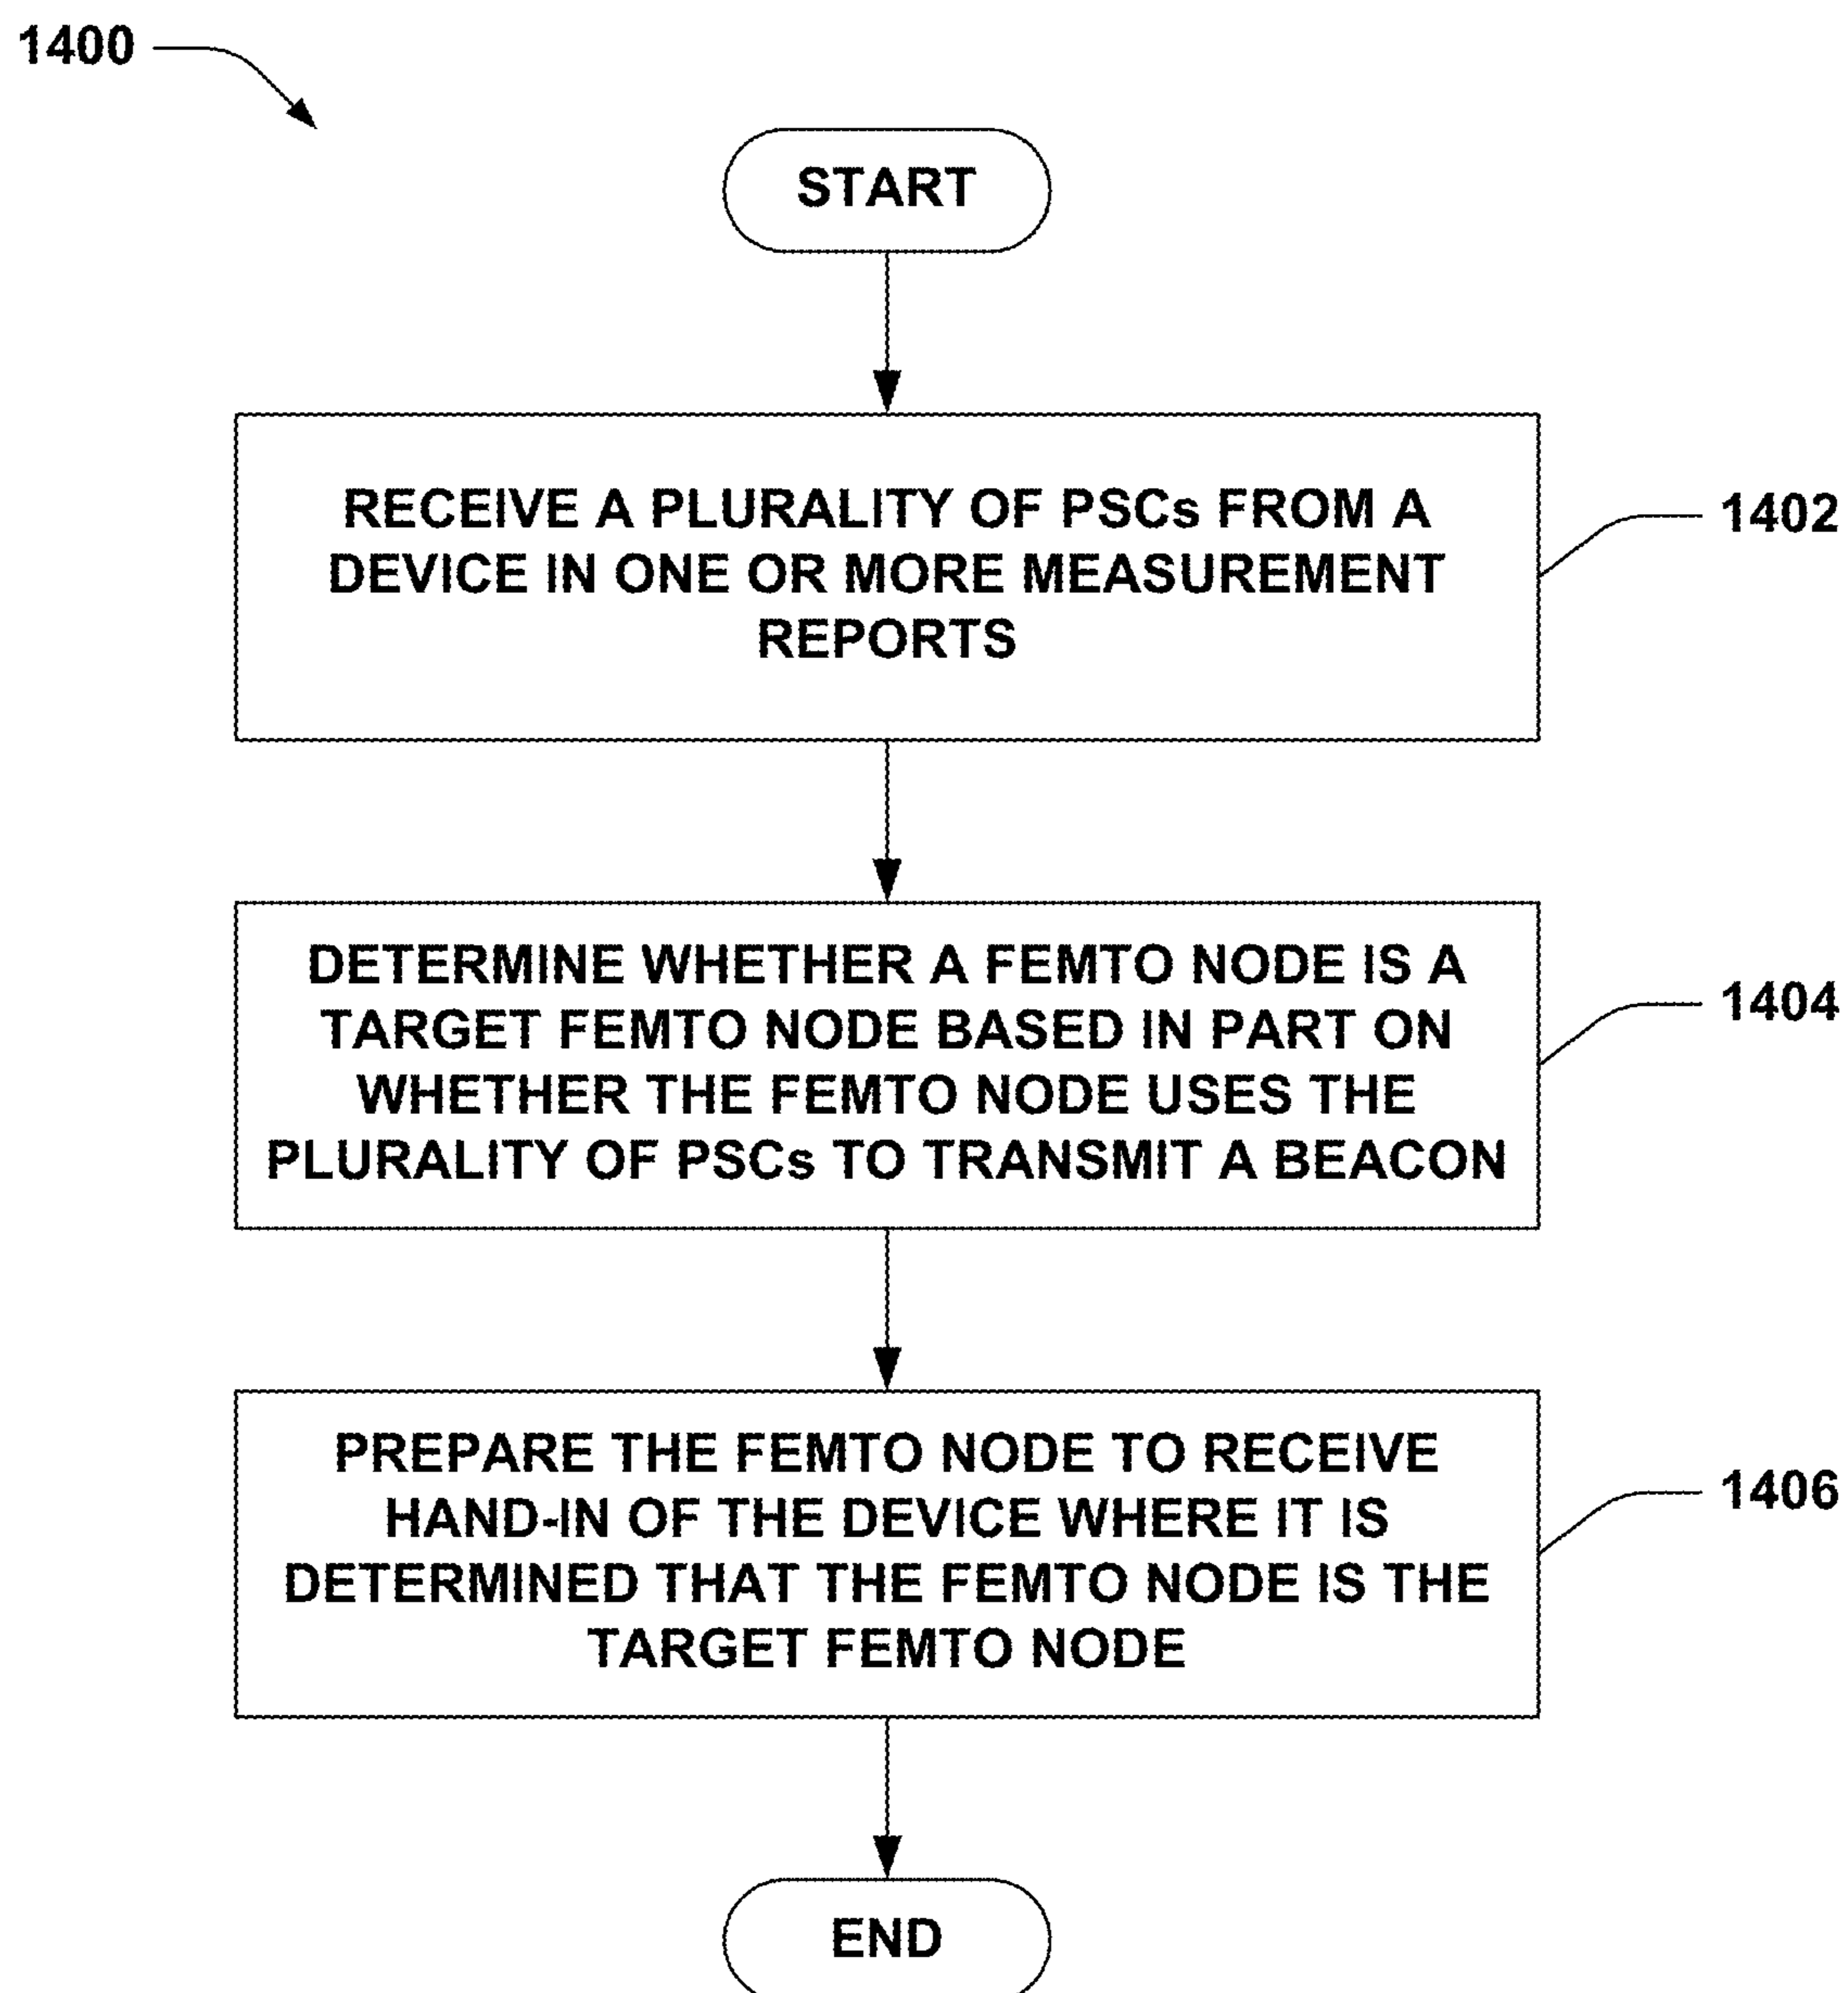 1400
START
RECEIVE A PLURALITY OF PSCs FROM A
DEVICE IN ONE OR MORE MEASUREMENT
REPORTS
1402
DETERMINE WHETHER A FEMTO NODE IS A
TARGET FEMTO NODE BASED IN PART ON
WHETHER THE FEMTO NODE USES THE
PLURALITY OF PSCs TO TRANSMIT A BEACON
1404
PREPARE THE FEMTO NODE TO RECEIVE
HAND-IN OF THE DEVICE WHERE IT IS
DETERMINED THAT THE FEMTO NODE IS THE
TARGET FEMTO NODE
1406
END